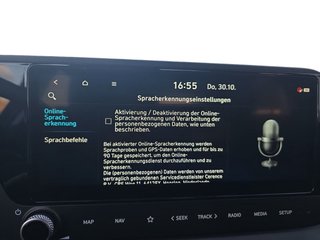 16:55 Do, 30.10.
Spracherkennungseinstellungen
Online-
Sprach-
erkennung
Sprachbefehle
Aktivierung / Deaktivierung der Online-
Spracherkennung und Verarbeitung der
personenbezogenen Daten, wie unten
beschrieben.
Bei aktivierter Online-Spracherkennung werden
Sprachproben und GPS-Daten erhoben und für bis zu
90 Tage gespeichert, um den Online-
Spracherkennungsdienst durchzuführen und zu
verbessern.
Die [personenbezogenen] Daten werden von unserem
vertraglich gebundenen Servicedienstleister Cerence
MAP NAV SEEK TRACK RADIO MEDIA SETUP